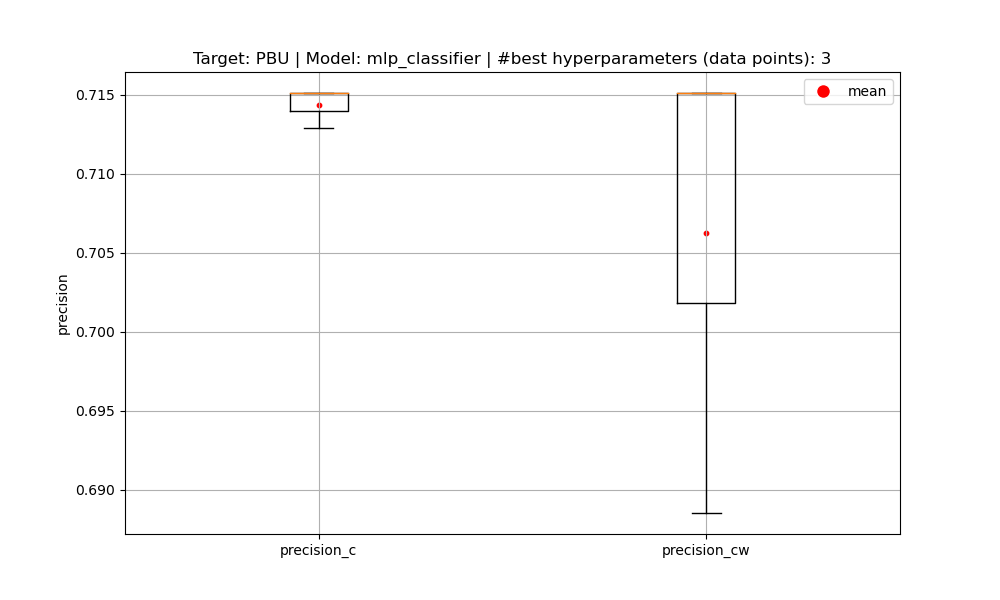 Target: PBU | Model: mlp_classifier | #best hyperparameters (data points): 3
mean
0.715
0.710
0.705
0.700
0.695
0.690
precision
precision_c
precision_cw